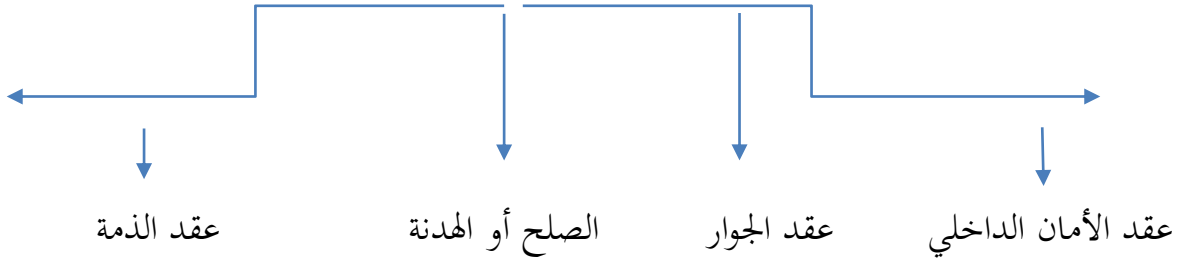 عقد الأمان الداخلي
عقد الجوار
الصلح أو الهدنة
عقد الذمة